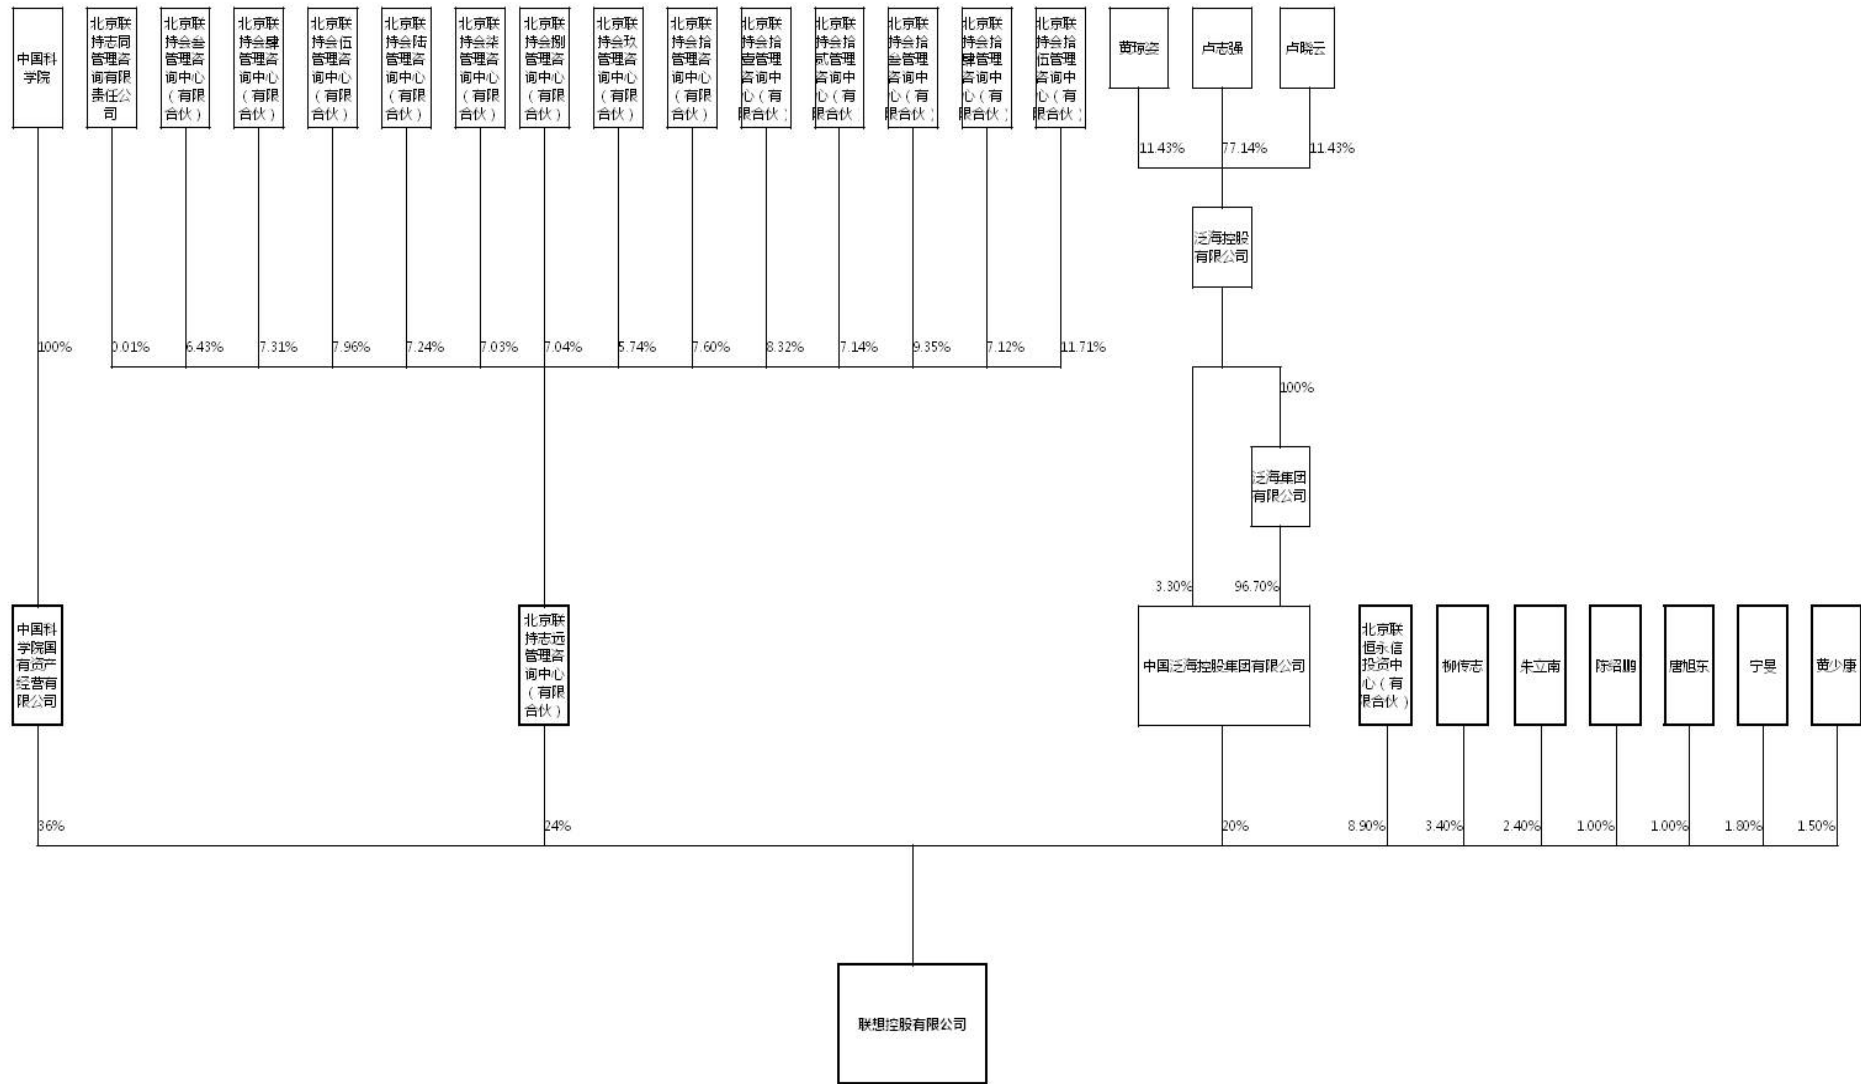 中国科
学院
北京联
持志同
管理咨
询有限
责任公
司
北京联
持会叁
管理咨
询中心
（有限
合伙）
北京联
持会肆
管理咨
询中心
（有限
合伙）
北京联
持会伍
管理咨
询中心
（有限
合伙）
北京联
持会陆
管理咨
询中心
（有限
合伙）
北京联
持会柒
管理咨
询中心
（有限
合伙）
北京联
持会捌
管理咨
询中心
（有限
合伙）
北京联
持会玖
管理咨
询中心
（有限
合伙）
北京联
持会拾
管理咨
询中心
（有限
合伙）
北京联
持会拾
壹管理
咨询中
心（有
限合伙）
北京联
持会拾
贰管理
咨询中
心（有
限合伙）
北京联
持会拾
叁管理
咨询中
心（有
限合伙）
北京联
持会拾
肆管理
咨询中
心（有
限合伙）
北京联
持会拾
伍管理
咨询中
心（有
限合伙）
黄琼姿
卢志强
卢晓云
11.43%
77.14%
11.43%
泛海控股
有限公司
100%
0.01%
6.43%
7.31%
7.96%
7.24%
7.03%
7.04%
5.74%
7.60%
8.32%
7.14%
9.35%
7.12%
11.71%
100%
泛海集团
有限公司
3.30%
96.70%
中国科
学院国
有资产
经营有
限公司
北京联
持志远
管理咨
询中心
（有限
合伙）
中国泛海控股集团有限公司
北京联
恒永信
投资中
心（有
限合伙）
柳传志
朱立南
陈绍鹏
唐旭东
宁旻
黄少康
36%
24%
20%
8.90%
3.40%
2.40%
1.00%
1.00%
1.80%
1.50%
联想控股有限公司